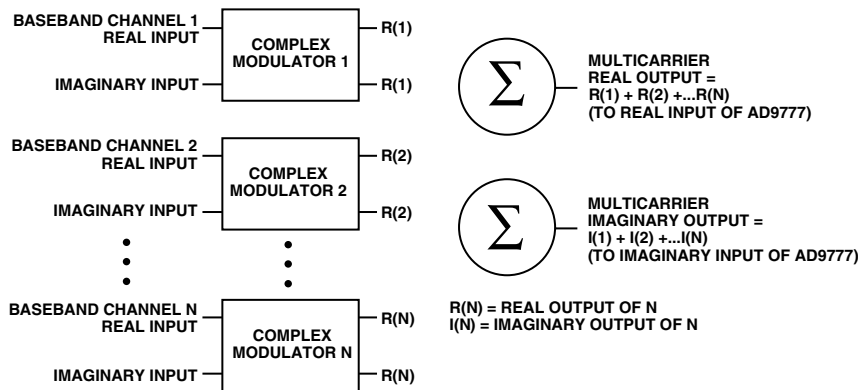 BASEBAND CHANNEL 1
REAL INPUT
IMAGINARY INPUT
COMPLEX
MODULATOR 1
R(1)
R(1)
BASEBAND CHANNEL 2
REAL INPUT
IMAGINARY INPUT
COMPLEX
MODULATOR 2
R(2)
R(2)
BASEBAND CHANNEL N
REAL INPUT
IMAGINARY INPUT
COMPLEX
MODULATOR N
R(N)
R(N)
Σ
MULTICARRIER
REAL OUTPUT =
R(1) + R(2) +...R(N)
(TO REAL INPUT OF AD9777)
Σ
MULTICARRIER
IMAGINARY OUTPUT =
I(1) + I(2) +...I(N)
(TO IMAGINARY INPUT OF AD9777)
R(N) = REAL OUTPUT OF N
I(N) = IMAGINARY OUTPUT OF N